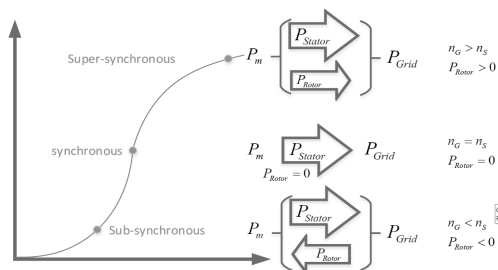 Super-synchronous
P_m
P_Stator
P_Rotor
P_Grid
n_G > n_S
P_Rotor > 0
synchronous
P_m
P_Stator
P_Grid
P_Rotor = 0
n_G = n_S
P_Rotor = 0
Sub-synchronous
P_m
P_Stator
P_Rotor
P_Grid
n_G < n_S
P_Rotor < 0